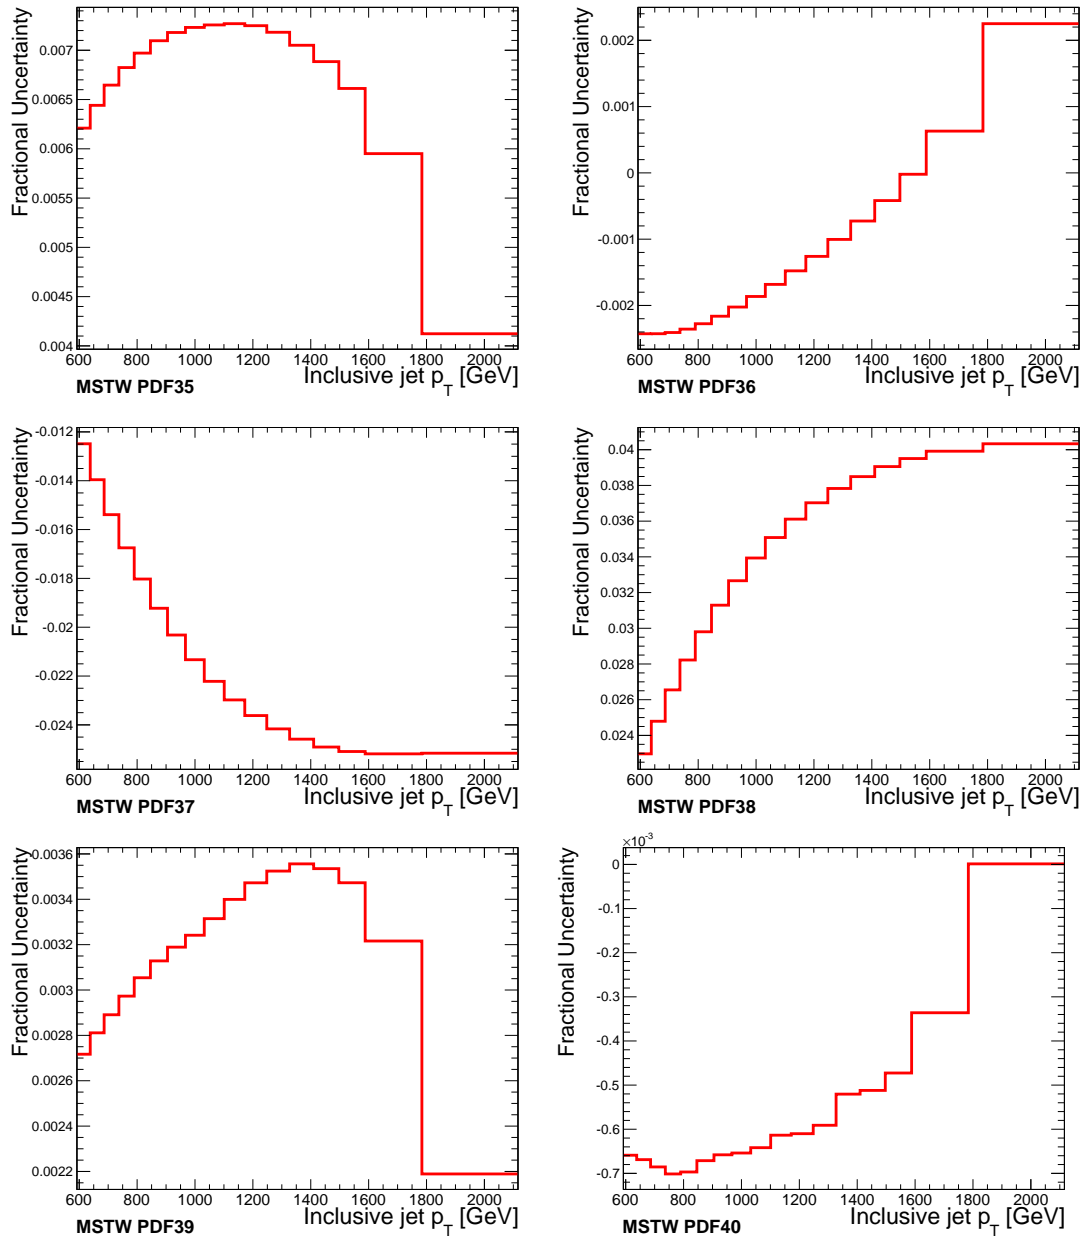 Fractional Uncertainty
0.007
0.0065
0.006
0.0055
0.005
0.0045
0.004
600 800 1000 1200 1400 1600 1800 2000
Inclusive jet p_T [GeV]
MSTW PDF35
Fractional Uncertainty
0.002
0.001
0
-0.001
-0.002
600 800 1000 1200 1400 1600 1800 2000
Inclusive jet p_T [GeV]
MSTW PDF36
Fractional Uncertainty
-0.012
-0.014
-0.016
-0.018
-0.02
-0.022
-0.024
600 800 1000 1200 1400 1600 1800 2000
Inclusive jet p_T [GeV]
MSTW PDF37
Fractional Uncertainty
0.04
0.038
0.036
0.034
0.032
0.03
0.028
0.026
0.024
600 800 1000 1200 1400 1600 1800 2000
Inclusive jet p_T [GeV]
MSTW PDF38
Fractional Uncertainty
0.0036
0.0034
0.0032
0.003
0.0028
0.0026
0.0024
0.0022
600 800 1000 1200 1400 1600 1800 2000
Inclusive jet p_T [GeV]
MSTW PDF39
×10^-3
Fractional Uncertainty
0
-0.1
-0.2
-0.3
-0.4
-0.5
-0.6
-0.7
600 800 1000 1200 1400 1600 1800 2000
Inclusive jet p_T [GeV]
MSTW PDF40